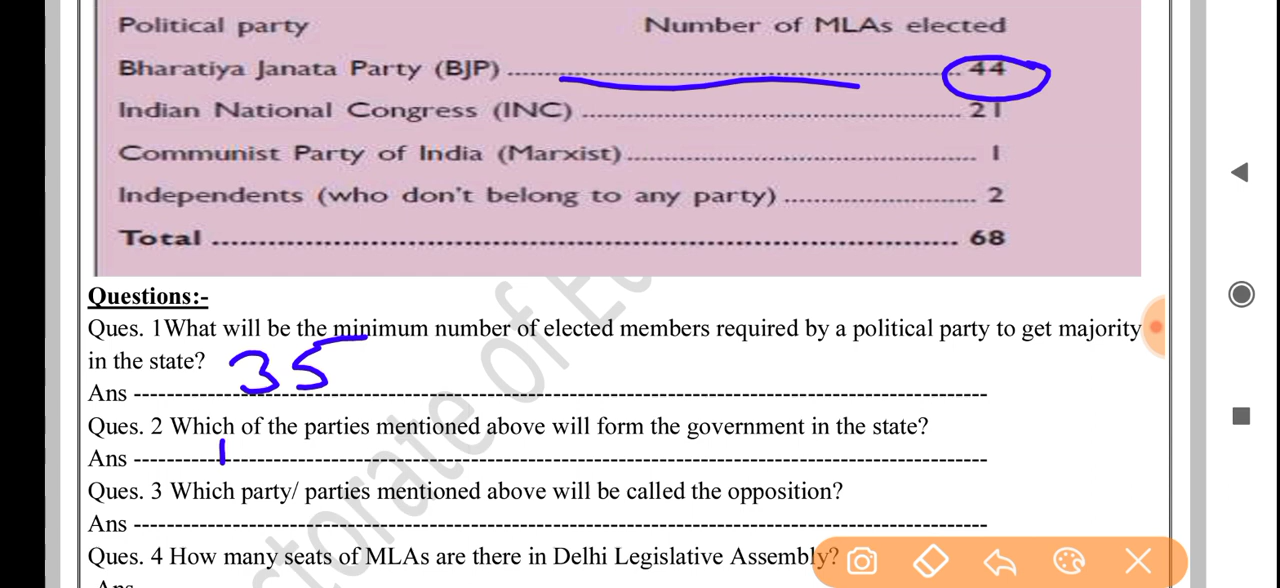 Political party Number of MLAs elected
Bharatiya Janata Party (BJP) ........................................................ 44
Indian National Congress (INC) ................................................ 21
Communist Party of India (Marxist) ............................................ 1
Independents (who don't belong to any party) ........................ 2
Total ................................................................................................ 68
Questions:-
Ques. 1What will be the minimum number of elected members required by a political party to get majority
in the state? 35
Ans ----------------------------------------------------------------------------------
Ques. 2 Which of the parties mentioned above will form the government in the state?
Ans ----------------------------------------------------------------------------------
Ques. 3 Which party/ parties mentioned above will be called the opposition?
Ans ----------------------------------------------------------------------------------
Ques. 4 How many seats of MLAs are there in Delhi Legislative Assembly?